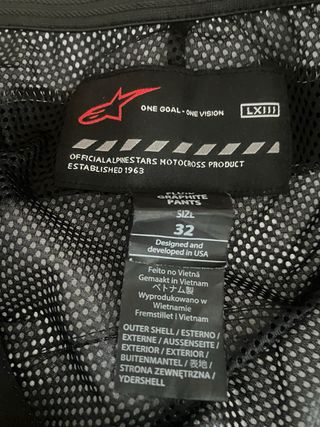 ONE GOAL - ONE VISION
LXIII
OFFICIAL ALPINESTARS MOTOCROSS PRODUCT
ESTABLISHED 1963
FLUID
GRAPHITE
PANTS
SIZE
32
Designed and
developed in USA
Feito no Vietnã
Gemaakt in Vietnam
ベトナム製
Wyprodukowano w
Wietnamie
Fremstillet i Vietnam
OUTER SHELL / ESTERNO /
EXTERNE / AUSSENSEITE /
EXTERIOR / EXTERIOR /
BUITENMANTEL / 表地 /
STRONA ZEWNĘTRZNA /
YDERSHELL